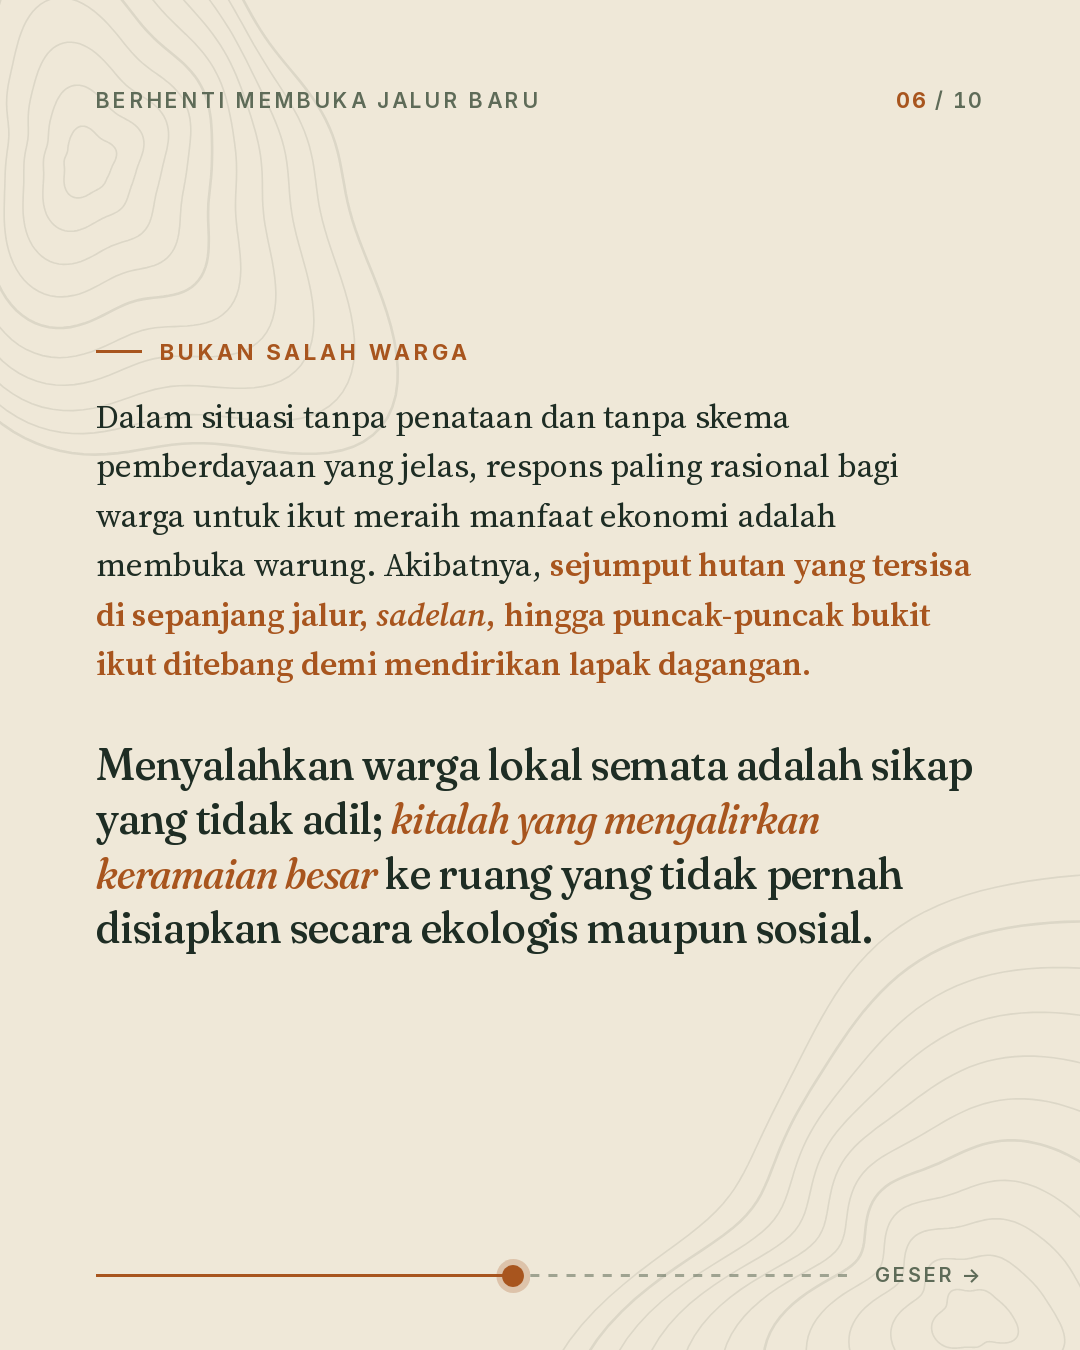 BERHENTI MEMBUKA JALUR BARU
06 / 10
BUKAN SALAH WARGA
Dalam situasi tanpa penataan dan tanpa skema
pemberdayaan yang jelas, respons paling rasional bagi
warga untuk ikut meraih manfaat ekonomi adalah
membuka warung. Akibatnya, sejumput hutan yang tersisa
di sepanjang jalur, sadelan, hingga puncak-puncak bukit
ikut ditebang demi mendirikan lapak dagangan.
Menyalahkan warga lokal semata adalah sikap
yang tidak adil; kitalah yang mengalirkan
keramaian besar ke ruang yang tidak pernah
disiapkan secara ekologis maupun sosial.
GESER →